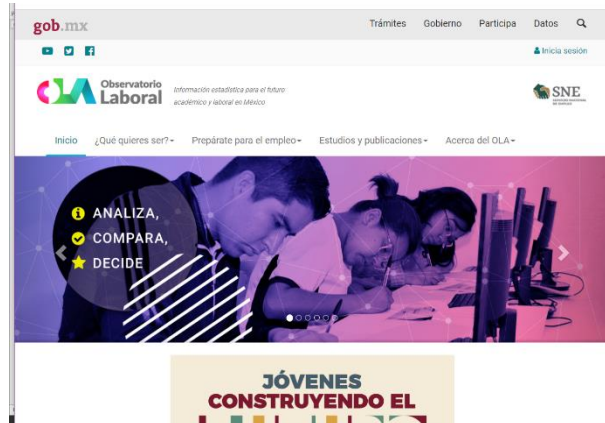 gob.mx
Trámites Gobierno Participa Datos
Inicia sesión
OLA Observatorio Laboral
Información estadística para el futuro
académico y laboral en México
SNE
Inicio ¿Qué quieres ser? Prepárate para el empleo Estudios y publicaciones Acerca del OLA
ANALIZA,
COMPARA,
DECIDE
JÓVENES
CONSTRUYENDO EL